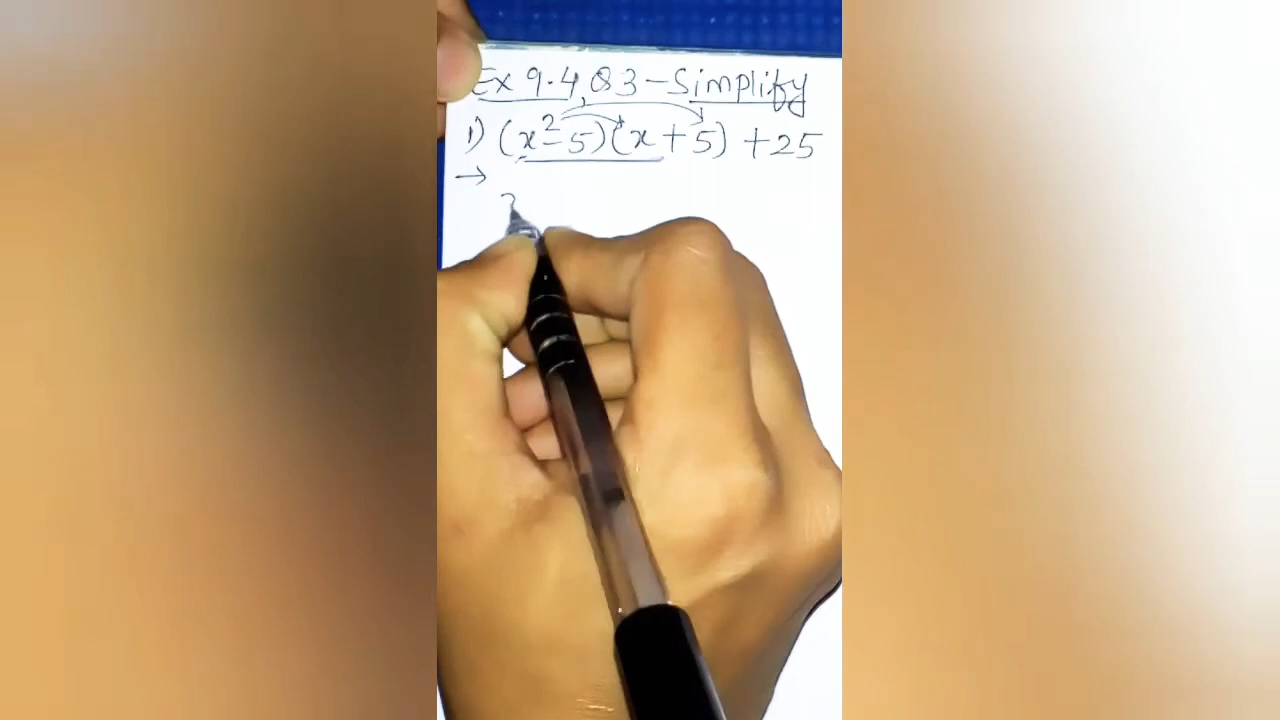 Ex 9.4, Q3 - Simplify
1) (x²-5)(x+5) +25
→